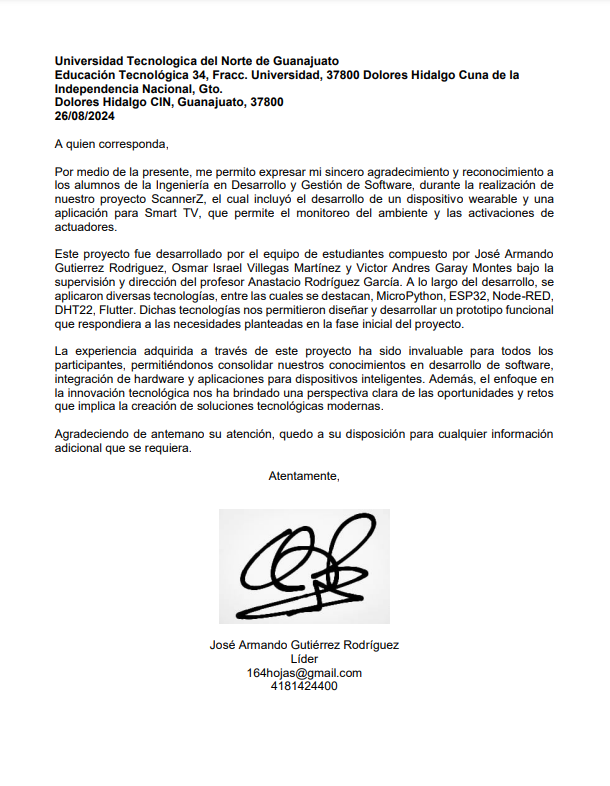 Universidad Tecnologica del Norte de Guanajuato
Educación Tecnológica 34, Fracc. Universidad, 37800 Dolores Hidalgo Cuna de la
Independencia Nacional, Gto.
Dolores Hidalgo CIN, Guanajuato, 37800
26/08/2024
A quien corresponda,
Por medio de la presente, me permito expresar mi sincero agradecimiento y reconocimiento a
los alumnos de la Ingeniería en Desarrollo y Gestión de Software, durante la realización de
nuestro proyecto ScannerZ, el cual incluyó el desarrollo de un dispositivo wearable y una
aplicación para Smart TV, que permite el monitoreo del ambiente y las activaciones de
actuadores.
Este proyecto fue desarrollado por el equipo de estudiantes compuesto por José Armando
Gutierrez Rodriguez, Osmar Israel Villegas Martínez y Victor Andres Garay Montes bajo la
supervisión y dirección del profesor Anastacio Rodríguez García. A lo largo del desarrollo, se
aplicaron diversas tecnologías, entre las cuales se destacan, MicroPython, ESP32, Node-RED,
DHT22, Flutter. Dichas tecnologías nos permitieron diseñar y desarrollar un prototipo funcional
que respondiera a las necesidades planteadas en la fase inicial del proyecto.
La experiencia adquirida a través de este proyecto ha sido invaluable para todos los
participantes, permitiéndonos consolidar nuestros conocimientos en desarrollo de software,
integración de hardware y aplicaciones para dispositivos inteligentes. Además, el enfoque en
la innovación tecnológica nos ha brindado una perspectiva clara de las oportunidades y retos
que implica la creación de soluciones tecnológicas modernas.
Agradeciendo de antemano su atención, quedo a su disposición para cualquier información
adicional que se requiera.
Atentamente,
José Armando Gutiérrez Rodríguez
Líder
164hojas@gmail.com
4181424400